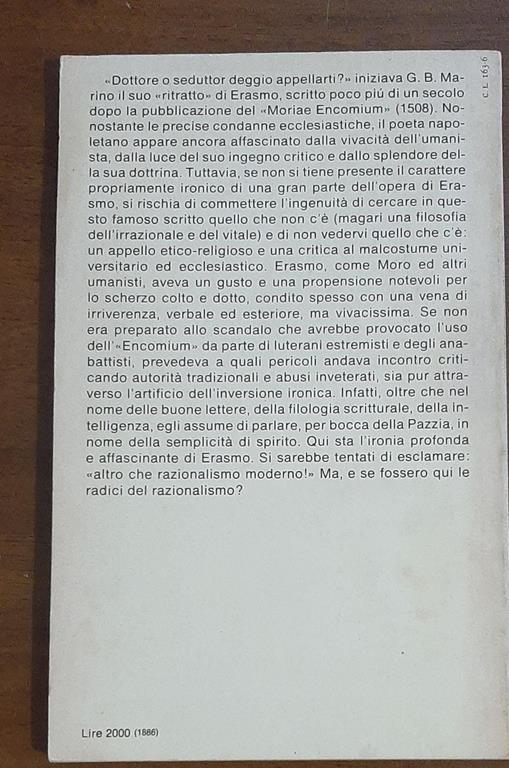 «Dottore o seduttor deggio appellarti?» iniziava G. B. Ma-
rino il suo «ritratto» di Erasmo, scritto poco piú di un secolo
dopo la pubblicazione del «Moriae Encomium» (1508). No-
nostante le precise condanne ecclesiastiche, il poeta napo-
letano appare ancora affascinato dalla vivacità dell'umani-
sta, dalla luce del suo ingegno critico e dallo splendore del-
la sua dottrina. Tuttavia, se non si tiene presente il carattere
propriamente ironico di una gran parte dell'opera di Era-
smo, si rischia di commettere l'ingenuità di cercare in que-
sto famoso scritto quello che non c'è (magari una filosofia
dell'irrazionale e del vitale) e di non vedervi quello che c'è:
un appello etico-religioso e una critica al malcostume uni-
versitario ed ecclesiastico. Erasmo, come Moro ed altri
umanisti, aveva un gusto e una propensione notevoli per
lo scherzo colto e dotto, condito spesso con una vena di
irriverenza, verbale ed esteriore, ma vivacissima. Se non
era preparato allo scandalo che avrebbe provocato l'uso
dell'«Encomium» da parte di luterani estremisti e degli ana-
battisti, prevedeva a quali pericoli andava incontro criti-
cando autorità tradizionali e abusi inveterati, sia pur attra-
verso l'artificio dell'inversione ironica. Infatti, oltre che nel
nome delle buone lettere, della filologia scritturale, della in-
telligenza, egli assume di parlare, per bocca della Pazzia, in
nome della semplicità di spirito. Qui sta l'ironia profonda
e affascinante di Erasmo. Si sarebbe tentati di esclamare:
«altro che razionalismo moderno!» Ma, e se fossero qui le
radici del razionalismo?
C.L. 163-6
Lire 2000 (1886)